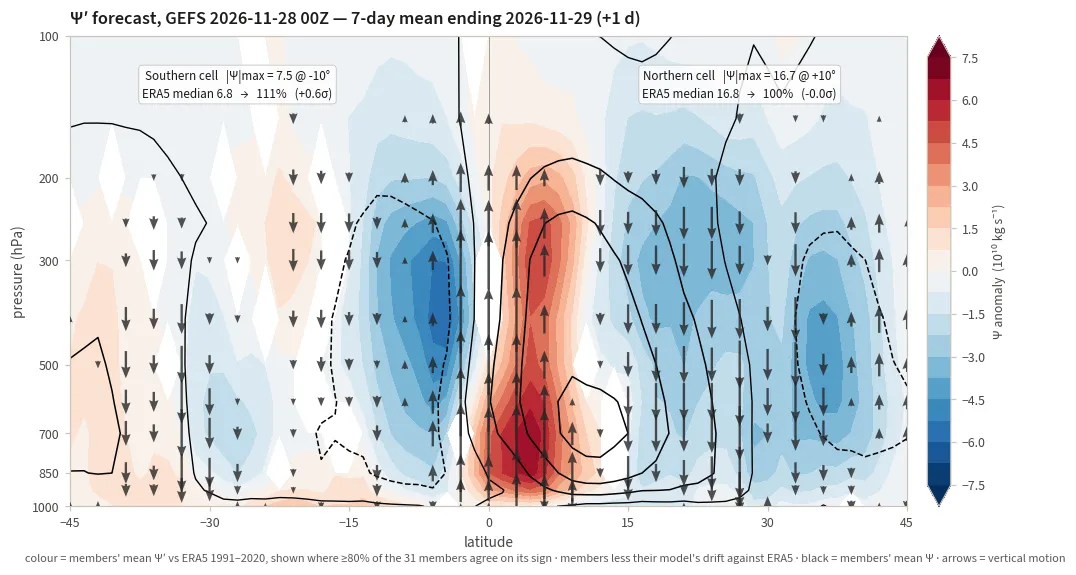 Ψ′ forecast, GEFS 2026-11-28 00Z — 7-day mean ending 2026-11-29 (+1 d)
100
200
300
500
700
850
1000
pressure (hPa)
Southern cell |Ψ|max = 7.5 @ -10°
ERA5 median 6.8 → 111% (+0.6σ)
Northern cell |Ψ|max = 16.7 @ +10°
ERA5 median 16.8 → 100% (-0.0σ)
−45
−30
−15
0
15
30
45
latitude
7.5
6.0
4.5
3.0
1.5
0.0
−1.5
−3.0
−4.5
−6.0
−7.5
Ψ anomaly (10¹⁰ kg s⁻¹)
colour = members' mean Ψ′ vs ERA5 1991–2020, shown where ≥80% of the 31 members agree on its sign · members less their model's drift against ERA5 · black = members' mean Ψ · arrows = vertical motion